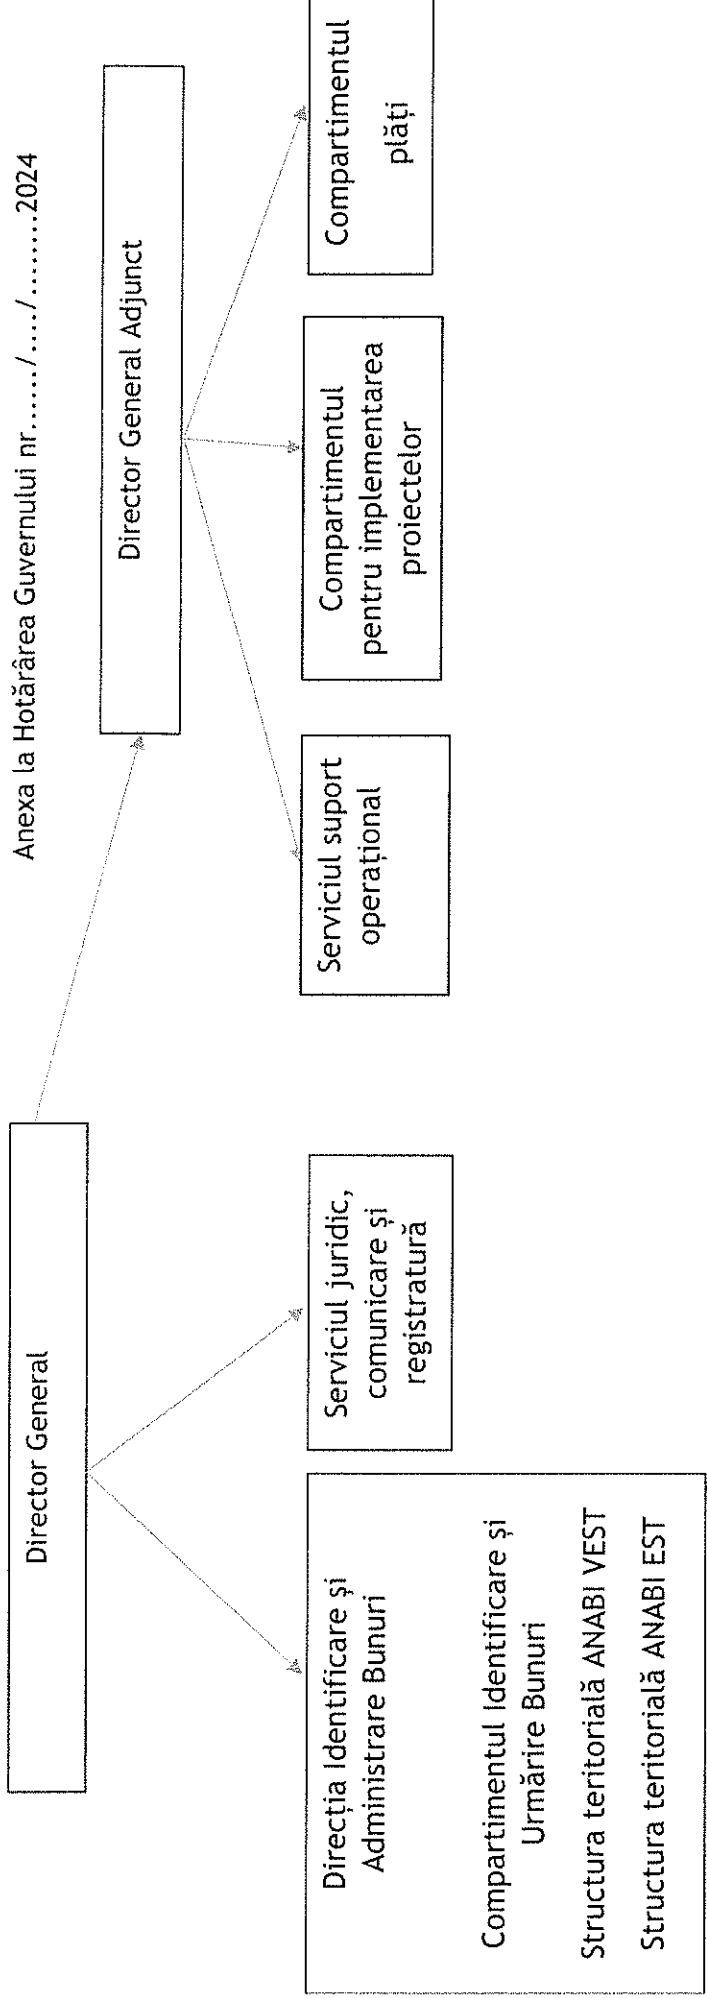 Anexa la Hotărârea Guvernului nr....../..../........2024
Director General
Director General Adjunct
Direcția Identificare și
Administrare Bunuri
Compartimentul Identificare și
Urmărire Bunuri
Structura teritorială ANABI VEST
Structura teritorială ANABI EST
Serviciul juridic,
comunicare și
registratură
Serviciul suport
operațional
Compartimentul
pentru implementarea
proiectelor
Compartimentul
plăți